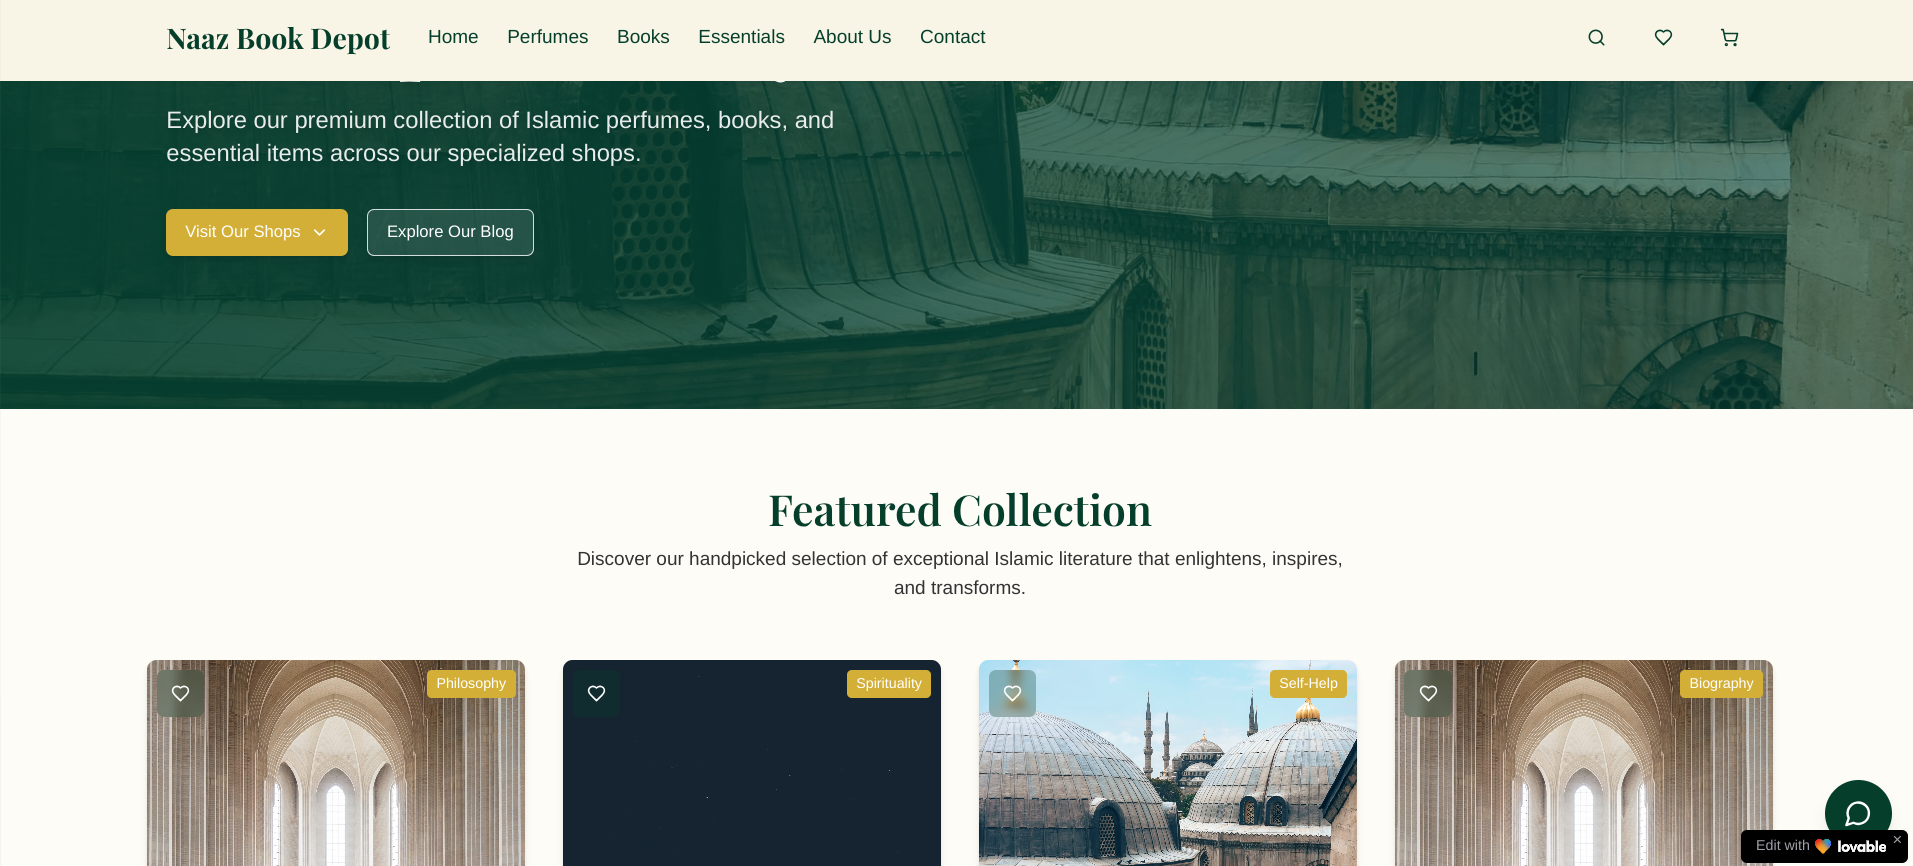 Naaz Book Depot
Home
Perfumes
Books
Essentials
About Us
Contact
Explore our premium collection of Islamic perfumes, books, and
essential items across our specialized shops.
Visit Our Shops
Explore Our Blog
Featured Collection
Discover our handpicked selection of exceptional Islamic literature that enlightens, inspires,
and transforms.
Philosophy
Spirituality
Self-Help
Biography
Edit with lovable